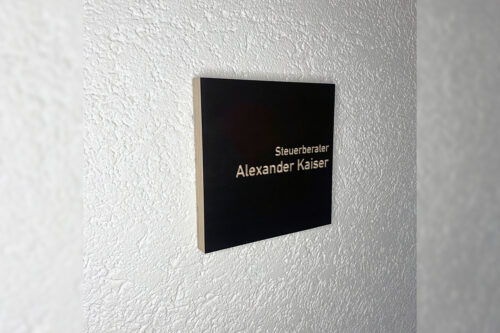 Steuerberater
Alexander Kaiser